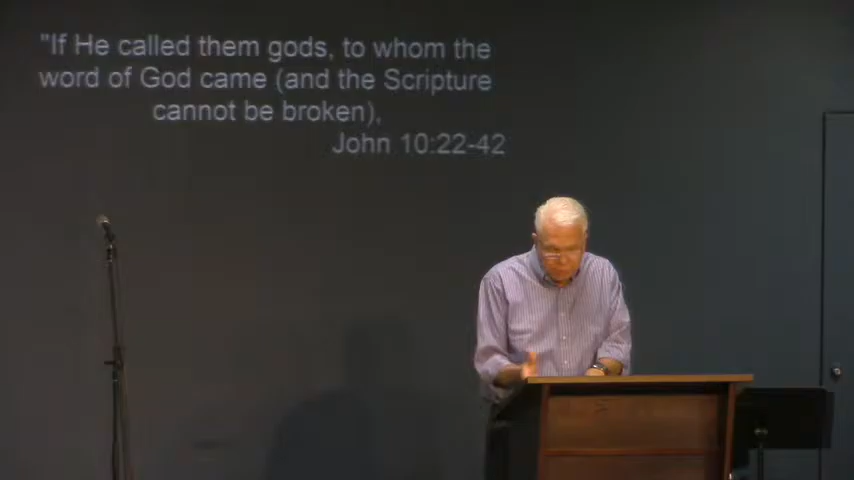 "If He called them gods, to whom the
word of God came (and the Scripture
cannot be broken),
John 10:22-42